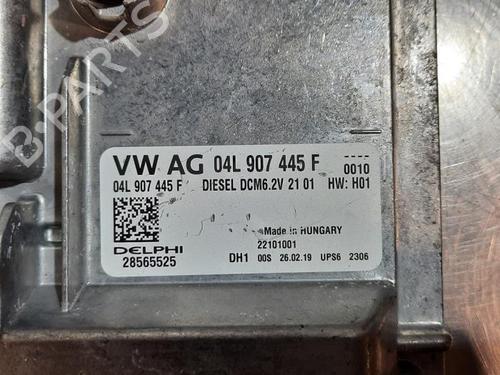 B-PARTS
VW AG 04L 907 445 F 0010
04L 907 445 F DIESEL DCM6.2V 21 01 HW: H01
Made in HUNGARY
DELPHI 22101001
28565525 DH1 00S 26.02.19 UPS6 2306